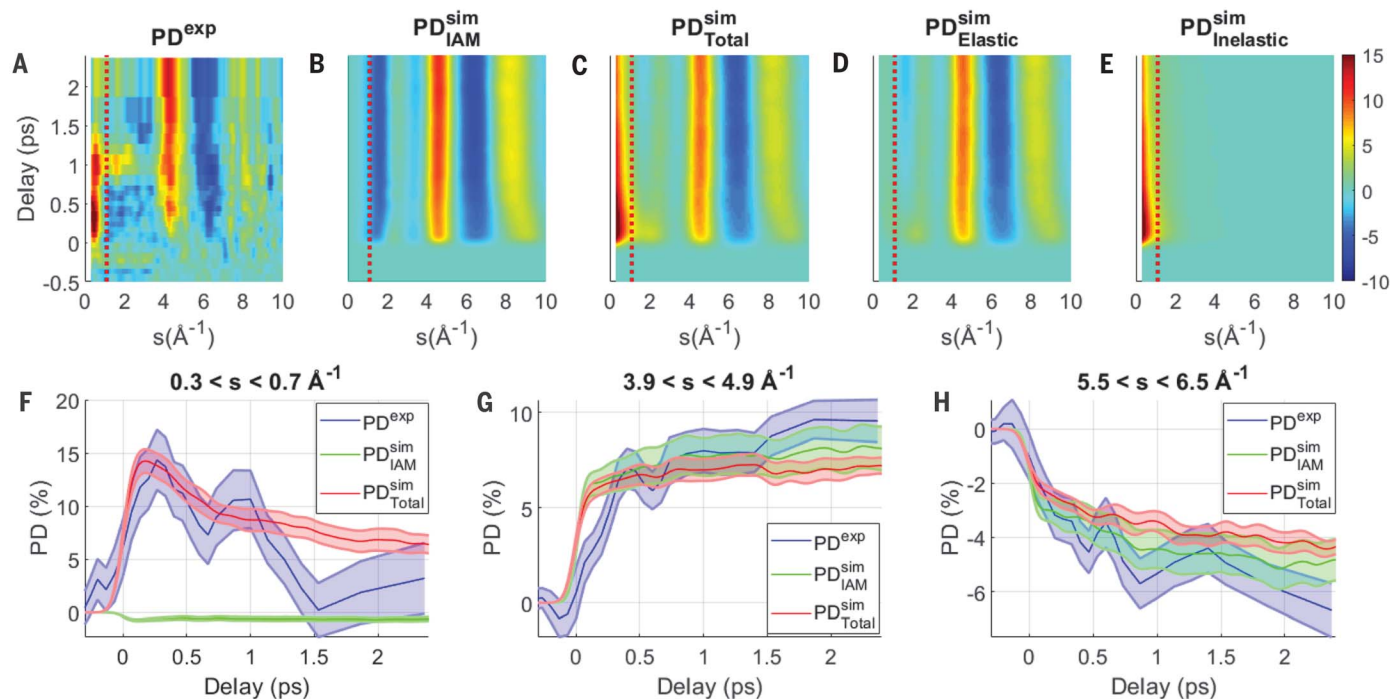 A PD^exp
B PD^sim_IAM
C PD^sim_Total
D PD^sim_Elastic
E PD^sim_Inelastic
Delay (ps)
2
1.5
1
0.5
0
-0.5
0 2 4 6 8 10
0 2 4 6 8 10
0 2 4 6 8 10
0 2 4 6 8 10
0 2 4 6 8 10
15
10
5
0
-5
-10
s(Å⁻¹)
s(Å⁻¹)
s(Å⁻¹)
s(Å⁻¹)
s(Å⁻¹)
F 0.3 < s < 0.7 Å⁻¹
PD (%)
20
15
10
5
0
PD^exp
PD^sim_IAM
PD^sim_Total
0 0.5 1 1.5 2
Delay (ps)
G 3.9 < s < 4.9 Å⁻¹
PD (%)
10
5
0
PD^exp
PD^sim_IAM
PD^sim_Total
0 0.5 1 1.5 2
Delay (ps)
H 5.5 < s < 6.5 Å⁻¹
PD (%)
0
-2
-4
-6
PD^exp
PD^sim_IAM
PD^sim_Total
0 0.5 1 1.5 2
Delay (ps)